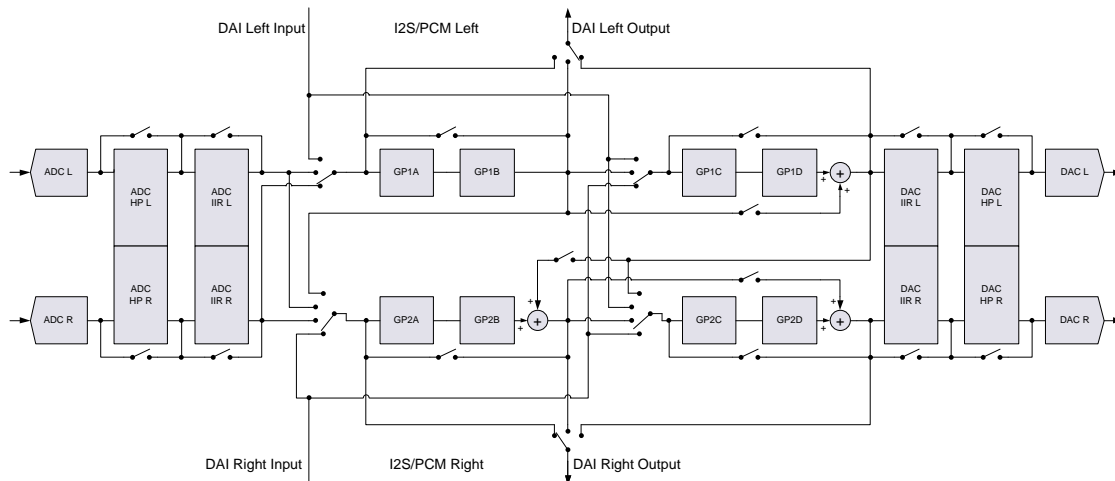 DAI Left Input
I2S/PCM Left
DAI Left Output
ADC L
ADC
HP L
ADC
IIR L
GP1A
GP1B
GP1C
GP1D
+
+
+
DAC
IIR L
DAC
HP L
DAC L
ADC R
ADC
HP R
ADC
IIR R
GP2A
GP2B
+
+
+
GP2C
GP2D
+
+
+
DAC
IIR R
DAC
HP R
DAC R
DAI Right Input
I2S/PCM Right
DAI Right Output